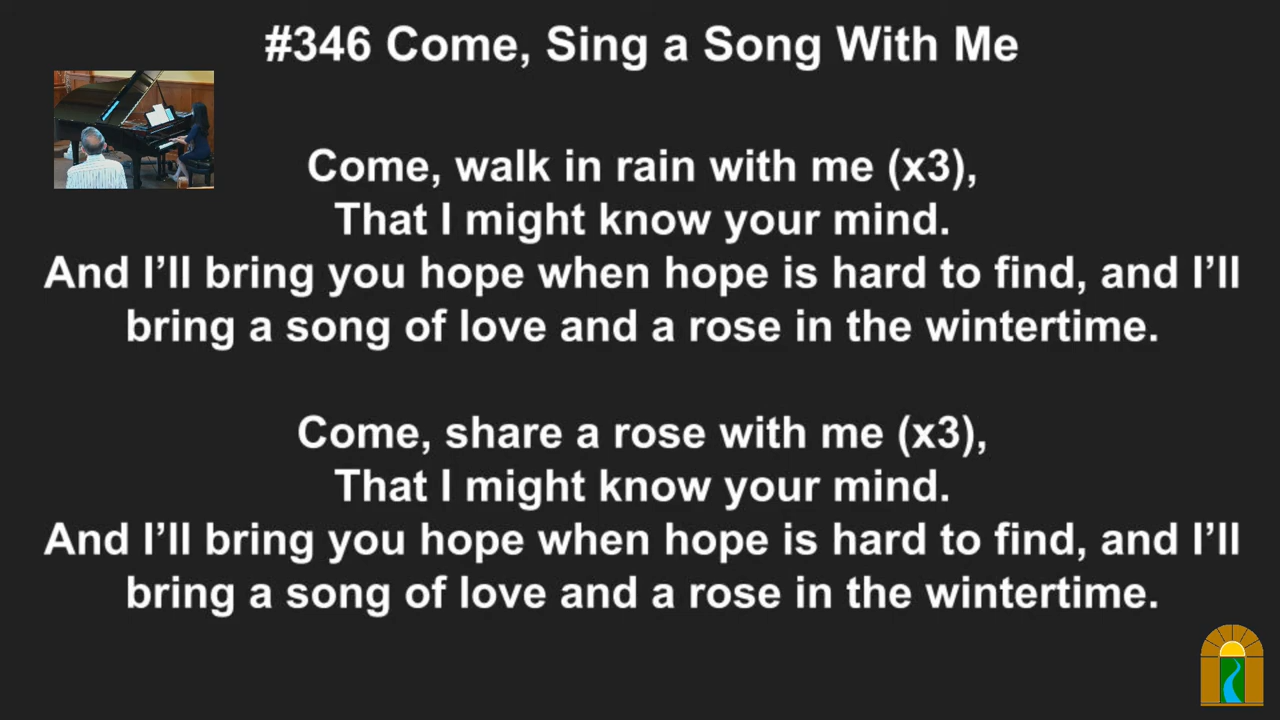 #346 Come, Sing a Song With Me
Come, walk in rain with me (x3),
That I might know your mind.
And I’ll bring you hope when hope is hard to find, and I’ll
bring a song of love and a rose in the wintertime.
Come, share a rose with me (x3),
That I might know your mind.
And I’ll bring you hope when hope is hard to find, and I’ll
bring a song of love and a rose in the wintertime.